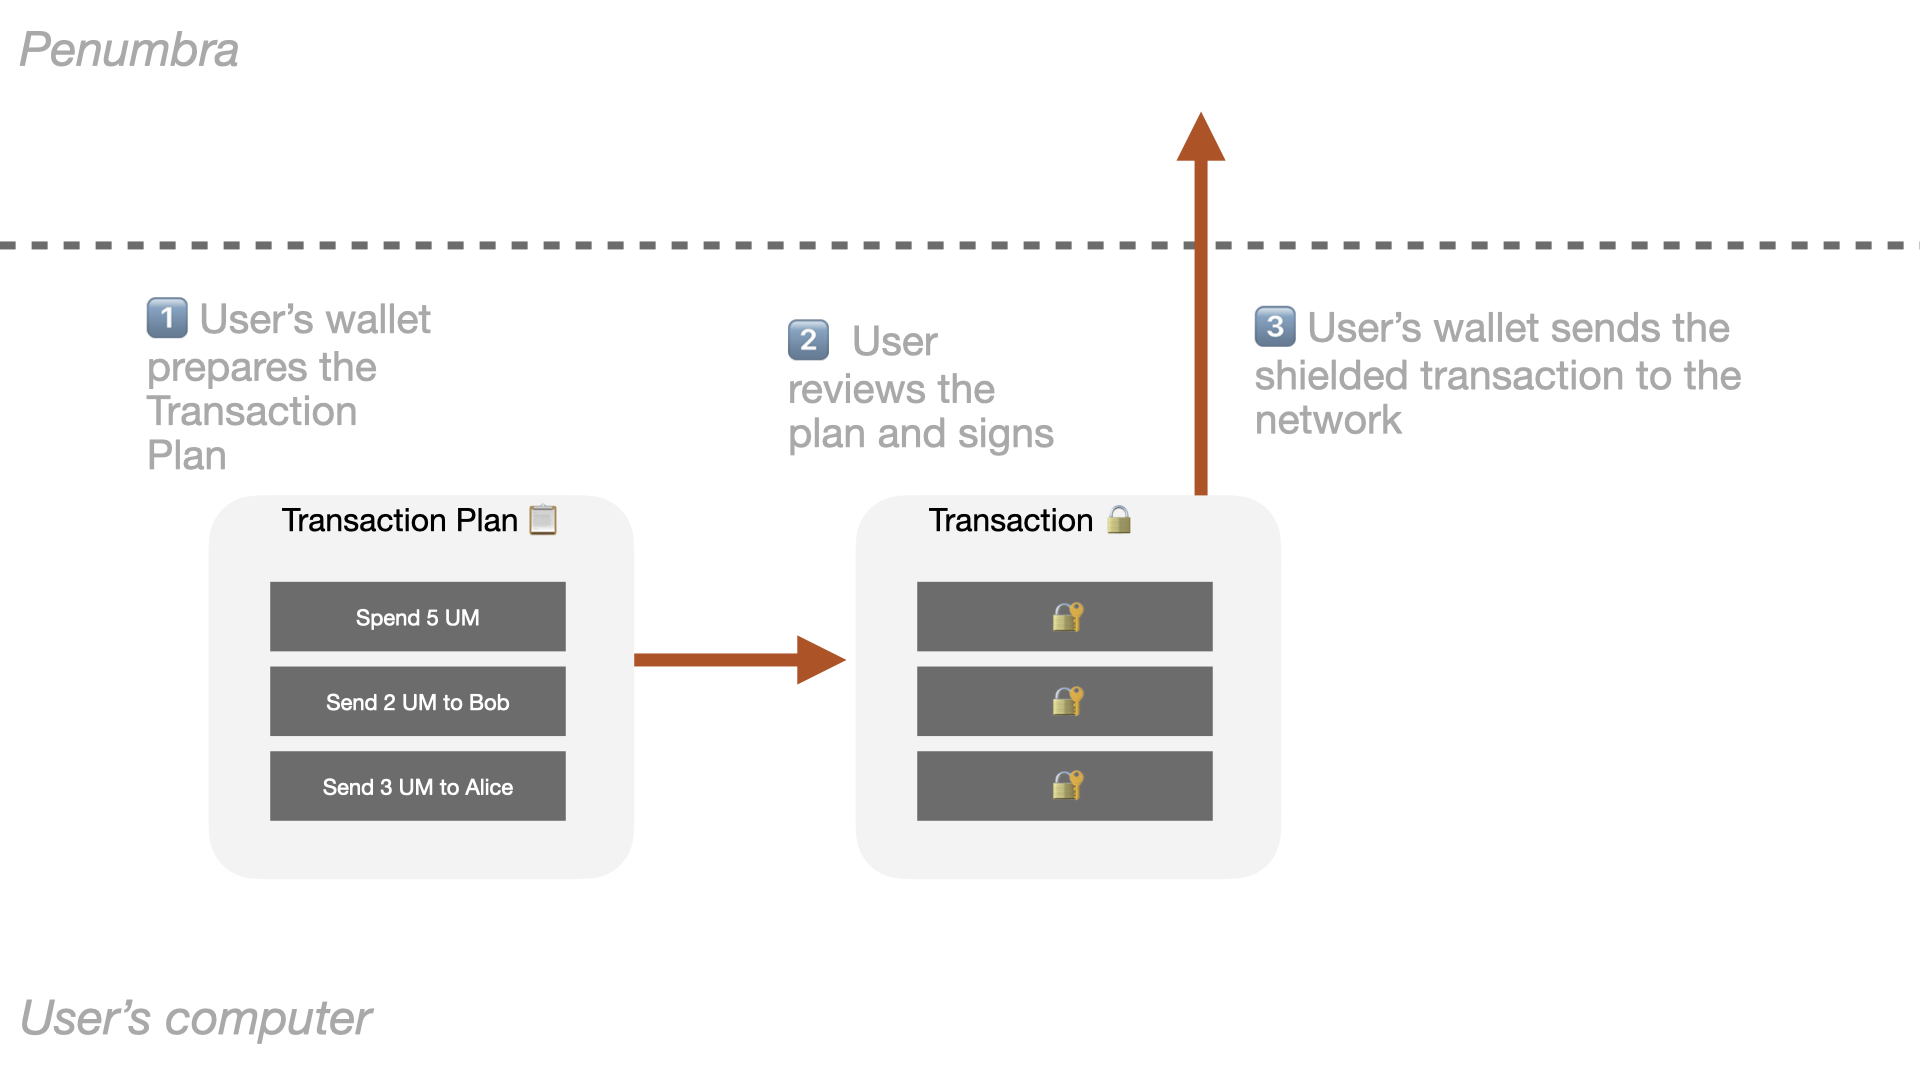 Penumbra
1 User’s wallet
prepares the
Transaction
Plan
2 User
reviews the
plan and signs
3 User’s wallet sends the
shielded transaction to the
network
Transaction Plan
Spend 5 UM
Send 2 UM to Bob
Send 3 UM to Alice
Transaction
User’s computer